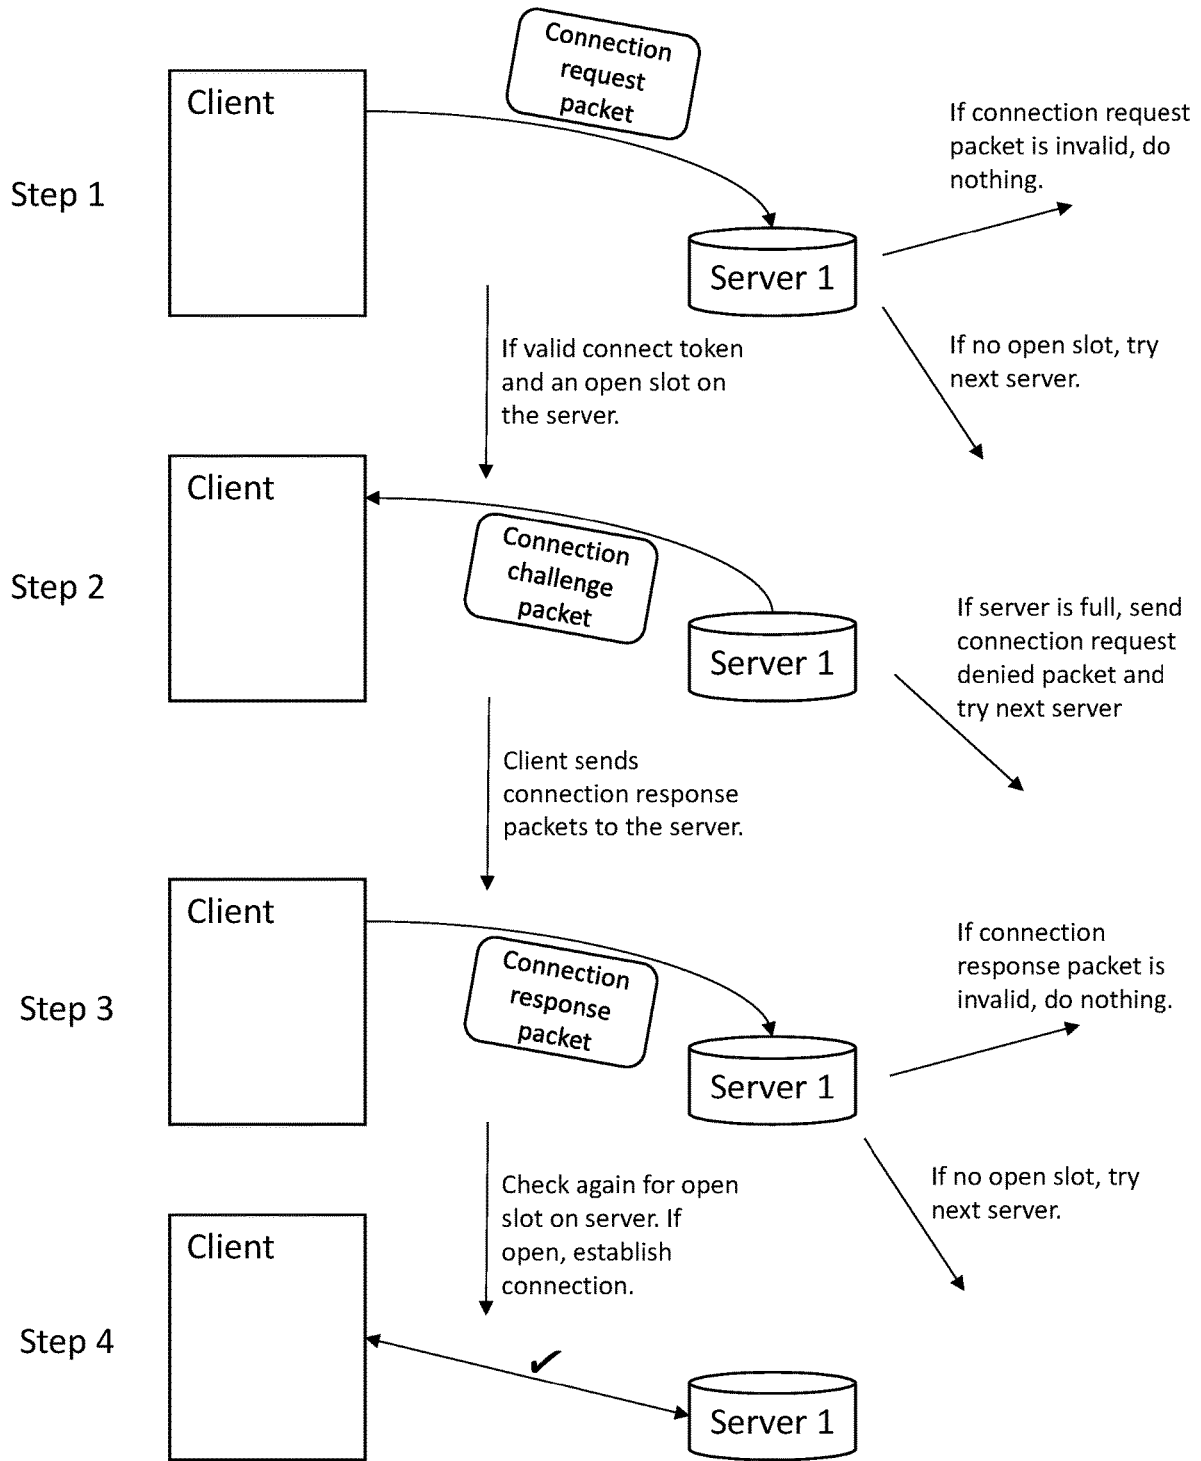 Connection
request
packet
Client
If connection request
packet is invalid, do
nothing.
Step 1
Server 1
If valid connect token
and an open slot on
the server.
If no open slot, try
next server.
Client
Connection
challenge
packet
Step 2
Server 1
If server is full, send
connection request
denied packet and
try next server
Client sends
connection response
packets to the server.
Client
Connection
response
packet
If connection
response packet is
invalid, do nothing.
Step 3
Server 1
Check again for open
slot on server. If
open, establish
connection.
If no open slot, try
next server.
Client
Step 4
Server 1